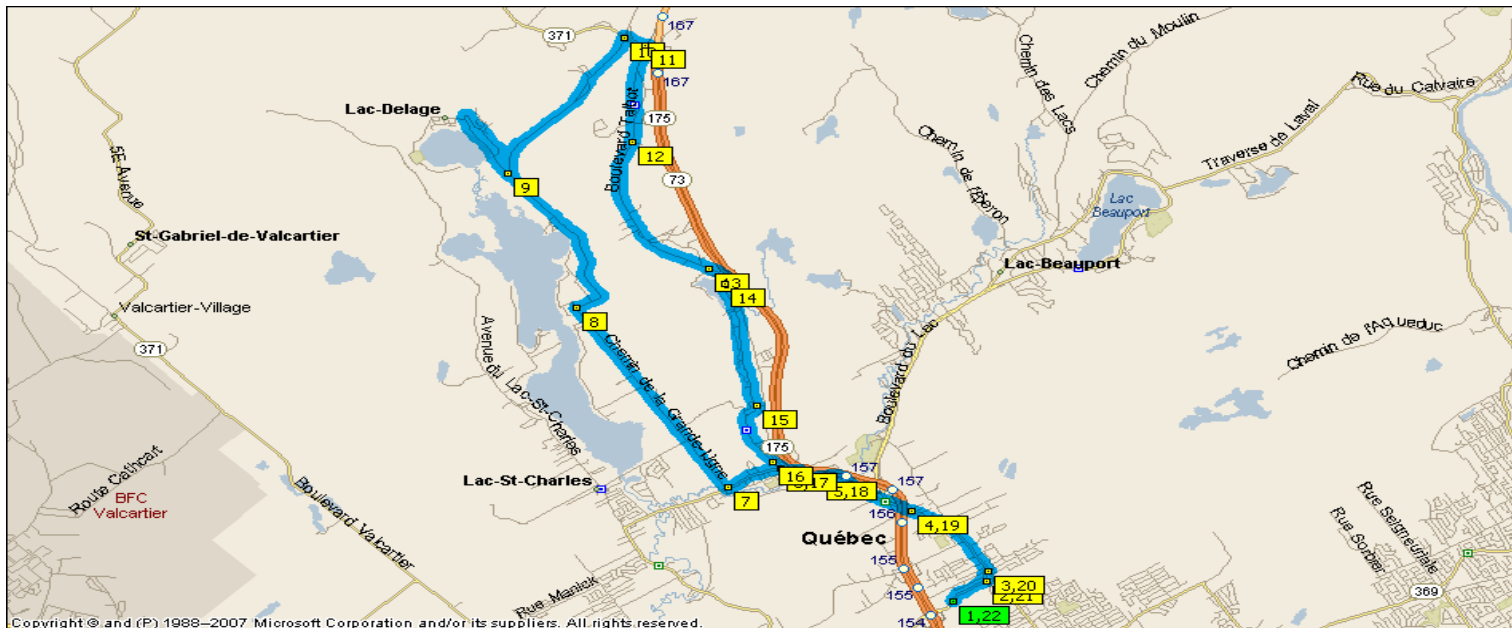 167
371
10
11
167
Chemin du Moulin
Chemin des Lacs
Rue du Calvaire
Lac-Delage
175
Boulevard Talbot
Traverse de Laval
5E Avenue
12
Chemin de l'Éperon
73
9
Lac
Beauport
St-Gabriel-de-Valcartier
Lac-Beauport
13
14
Valcartier-Village
8
371
Chemin de l'Aqueduc
Avenue du Lac-St-Charles
Chemin de la Grande-Ligne
Boulevard du Lac
15
175
Route Cathcart
Lac-St-Charles
16
17
157
157
5,18
7
BFC
Valcartier
Boulevard Valcartier
156
4,19
Rue Seigneuriale
Rue Sorbier
Québec
155
3,20
2,21
Rue Manick
155
369
1,22
154
Copyright © and (P) 1988–2007 Microsoft Corporation and/or its suppliers. All rights reserved.